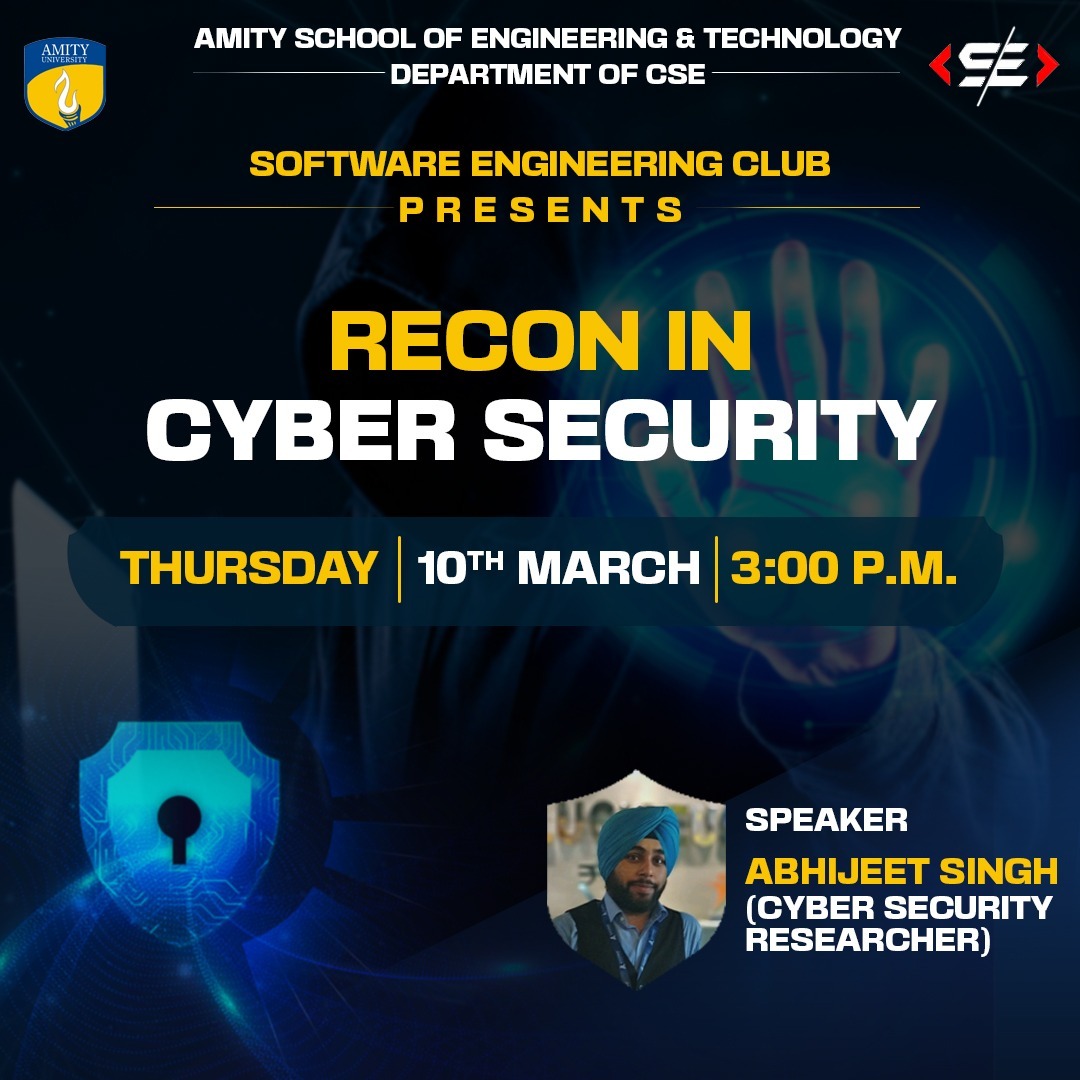 AMITY
UNIVERSITY
AMITY SCHOOL OF ENGINEERING & TECHNOLOGY
DEPARTMENT OF CSE
SE
SOFTWARE ENGINEERING CLUB
PRESENTS
RECON IN
CYBER SECURITY
THURSDAY | 10TH MARCH | 3:00 P.M.
SPEAKER
ABHIJEET SINGH
(CYBER SECURITY
RESEARCHER)